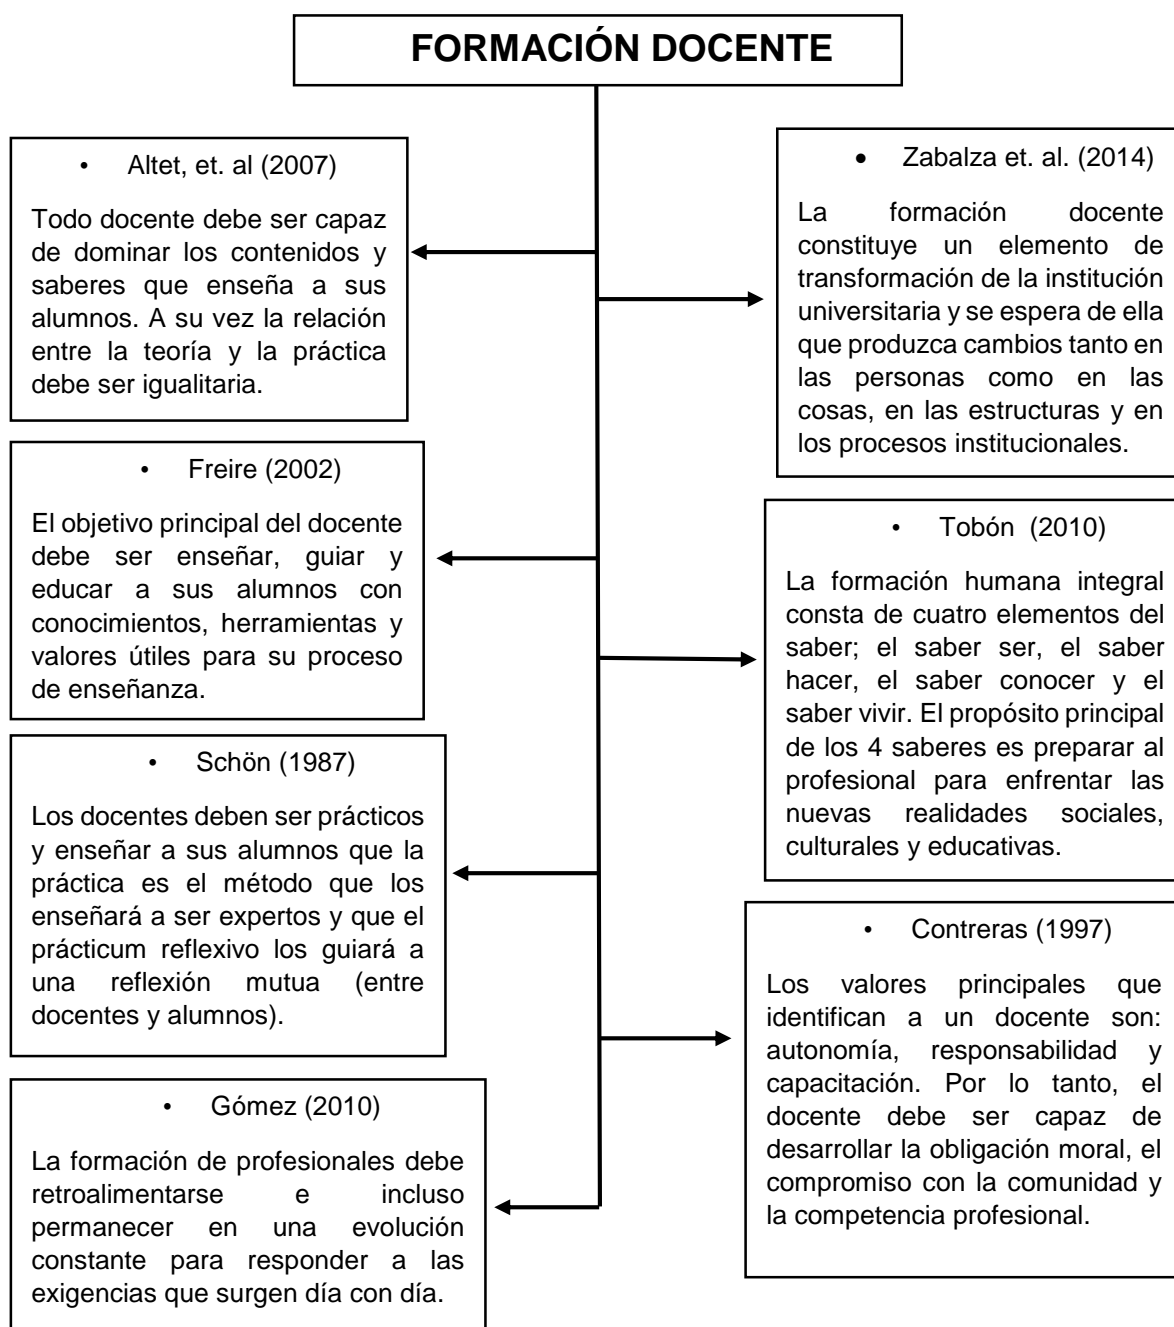 FORMACIÓN DOCENTE
• Altet, et. al (2007)
Todo docente debe ser capaz
de dominar los contenidos y
saberes que enseña a sus
alumnos. A su vez la relación
entre la teoría y la práctica
debe ser igualitaria.
• Zabalza et. al. (2014)
La formación docente
constituye un elemento de
transformación de la institución
universitaria y se espera de ella
que produzca cambios tanto en
las personas como en las
cosas, en las estructuras y en
los procesos institucionales.
• Freire (2002)
El objetivo principal del docente
debe ser enseñar, guiar y
educar a sus alumnos con
conocimientos, herramientas y
valores útiles para su proceso
de enseñanza.
• Tobón (2010)
La formación humana integral
consta de cuatro elementos del
saber; el saber ser, el saber
hacer, el saber conocer y el
saber vivir. El propósito principal
de los 4 saberes es preparar al
profesional para enfrentar las
nuevas realidades sociales,
culturales y educativas.
• Schön (1987)
Los docentes deben ser prácticos
y enseñar a sus alumnos que la
práctica es el método que los
enseñará a ser expertos y que el
prácticum reflexivo los guiará a
una reflexión mutua (entre
docentes y alumnos).
• Contreras (1997)
Los valores principales que
identifican a un docente son:
autonomía, responsabilidad y
capacitación. Por lo tanto, el
docente debe ser capaz de
desarrollar la obligación moral, el
compromiso con la comunidad y
la competencia profesional.
• Gómez (2010)
La formación de profesionales debe
retroalimentarse e incluso
permanecer en una evolución
constante para responder a las
exigencias que surgen día con día.